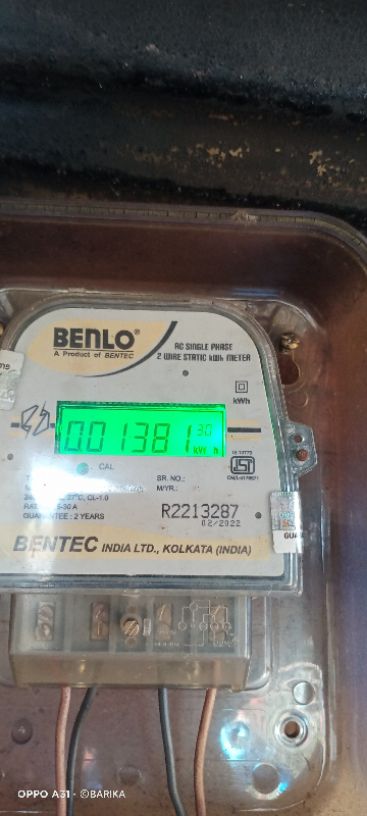 BENLO®
A Product of BENTEC
AC SINGLE PHASE
2 WIRE STATIC kWh METER
kWh
001381 30
kWh
CAL
SR. NO.:
M/YR.:
R2213287
02/2022
GUARANTEE : 2 YEARS
BENTEC INDIA LTD., KOLKATA (INDIA)
OPPO A31 · ©BARIKA